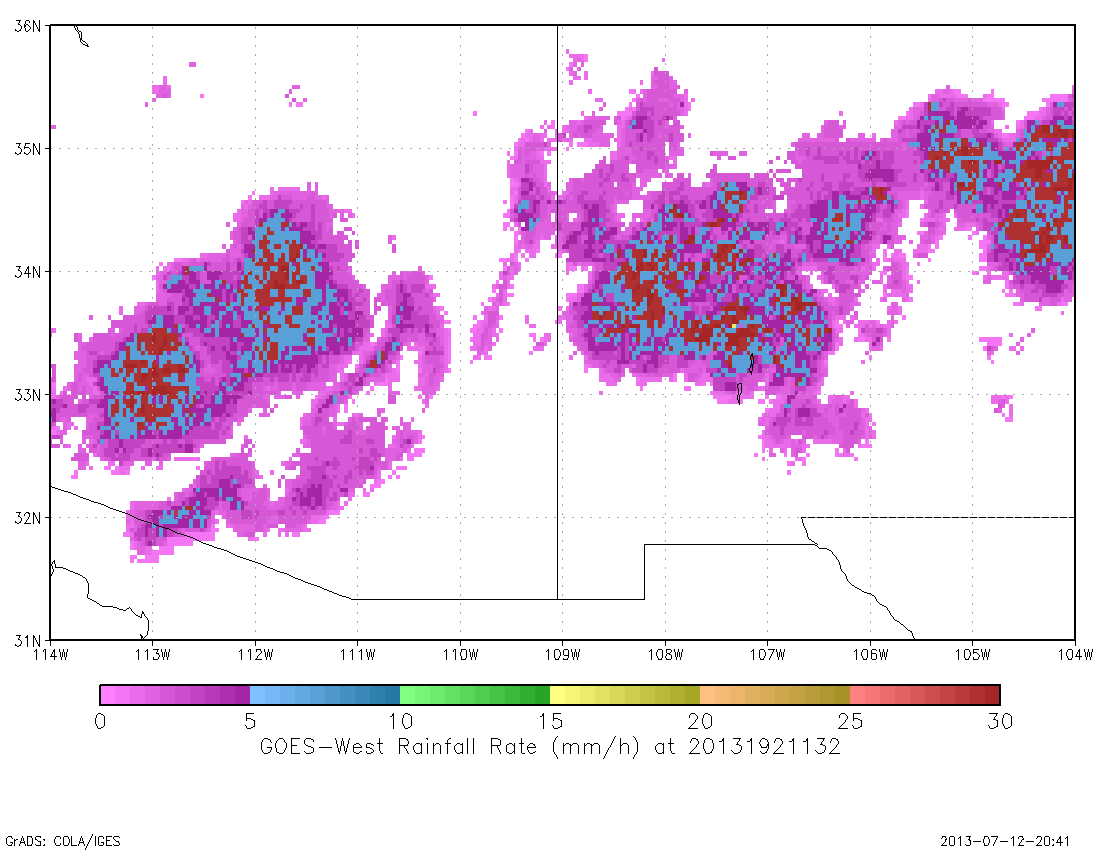 36N
35N
34N
33N
32N
31N
114W 113W 112W 111W 110W 109W 108W 107W 106W 105W 104W
0 5 10 15 20 25 30
GOES-West Rainfall Rate (mm/h) at 20131921132
GrADS: COLA/IGES 2013-07-12-20:41